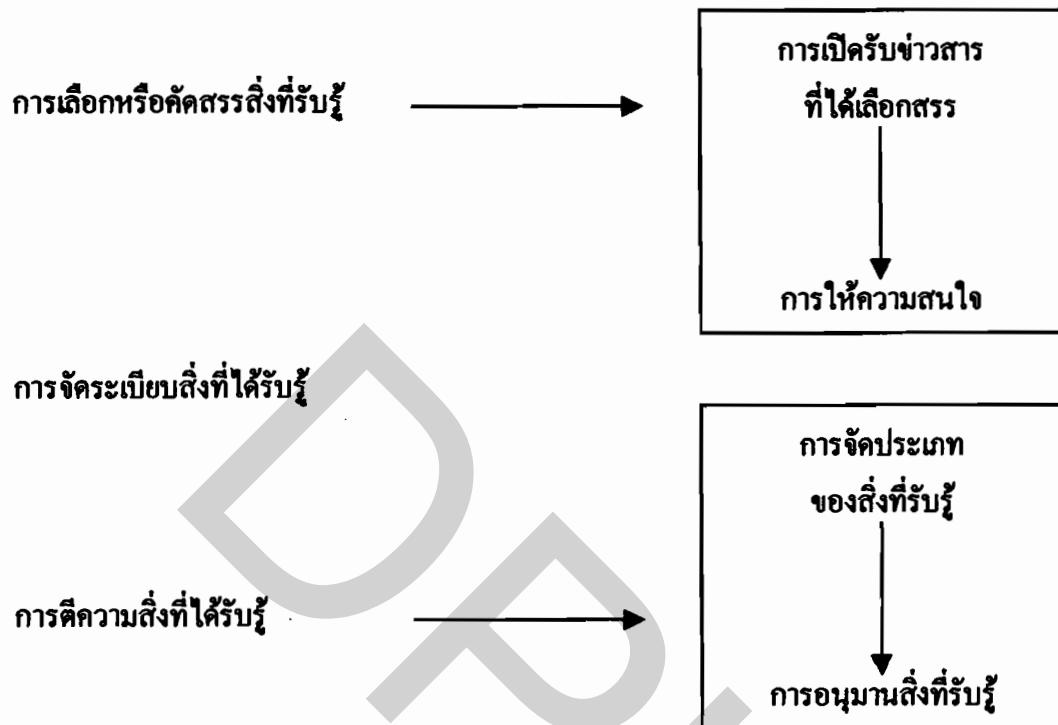 การเปิดรับข่าวสาร
การเลือกหรือคัดสรรสิ่งที่รับรู้
ที่ได้เลือกสรร
การให้ความสนใจ
การจัดระเบียบสิ่งที่ได้รับรู้
การจัดประเภท
ของสิ่งที่รับรู้
การตีความสิ่งที่ได้รับรู้
การอนุมานสิ่งที่รับรู้